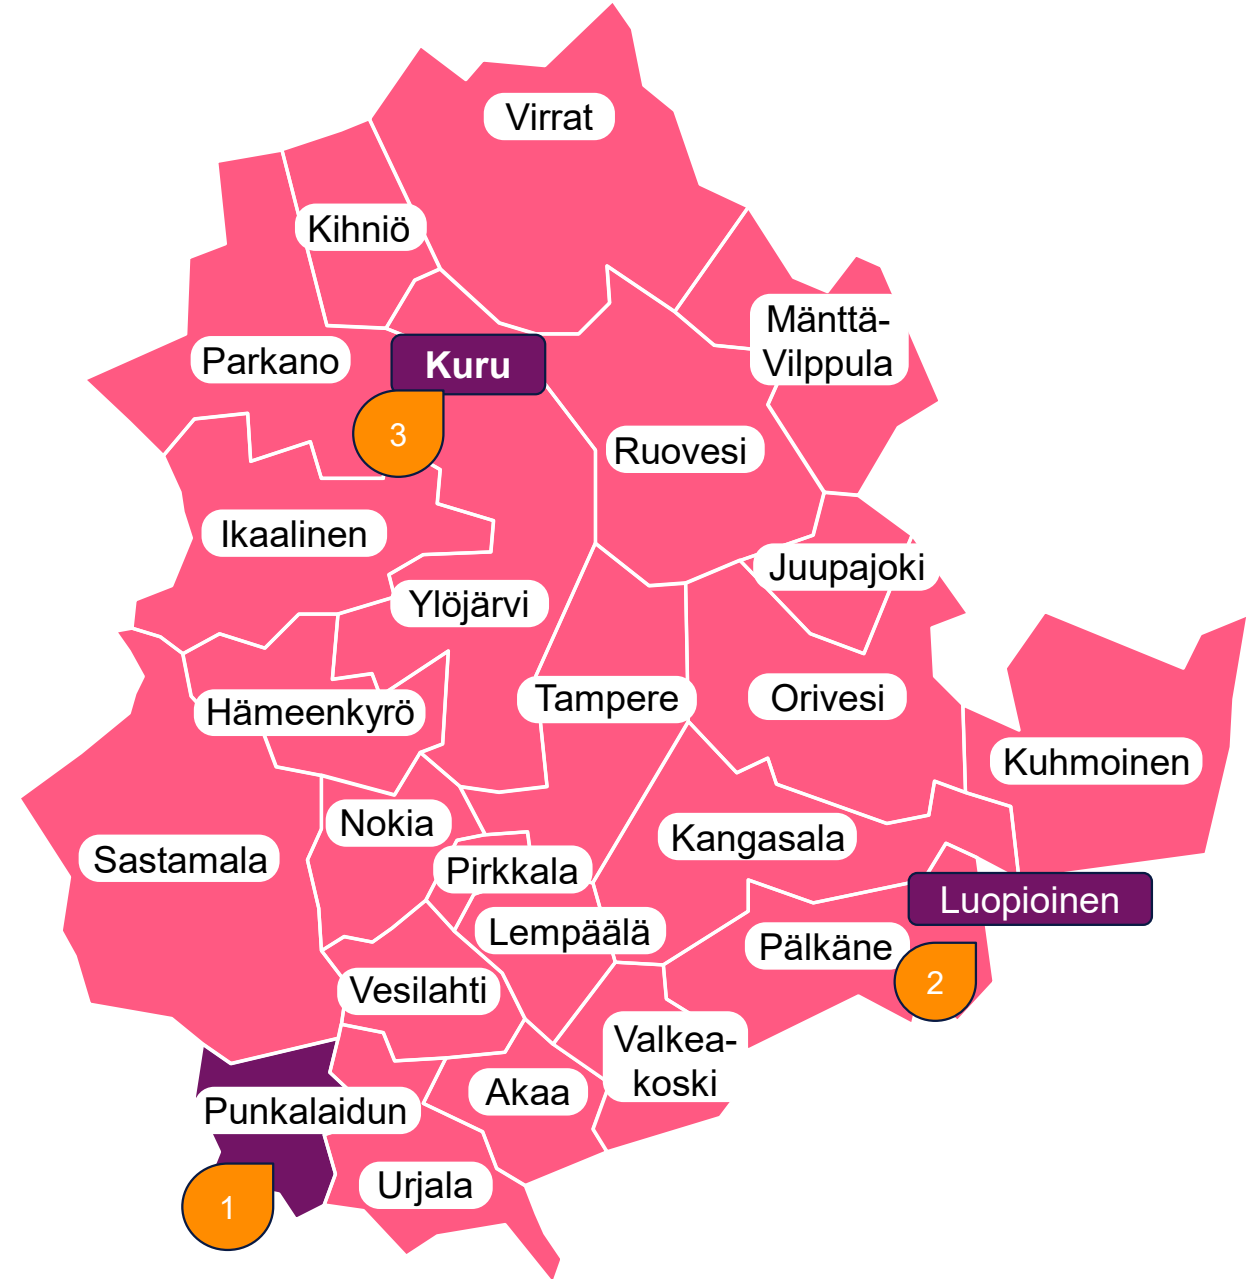 Virrat
Kihniö
Mänttä-
Vilppula
Parkano
Kuru
3
Ruovesi
Ikaalinen
Juupajoki
Ylöjärvi
Hämeenkyrö
Tampere
Orivesi
Kuhmoinen
Nokia
Kangasala
Sastamala
Pirkkala
Luopioinen
Lempäälä
Pälkäne
2
Vesilahti
Valkea-
koski
Akaa
Punkalaidun
Urjala
1